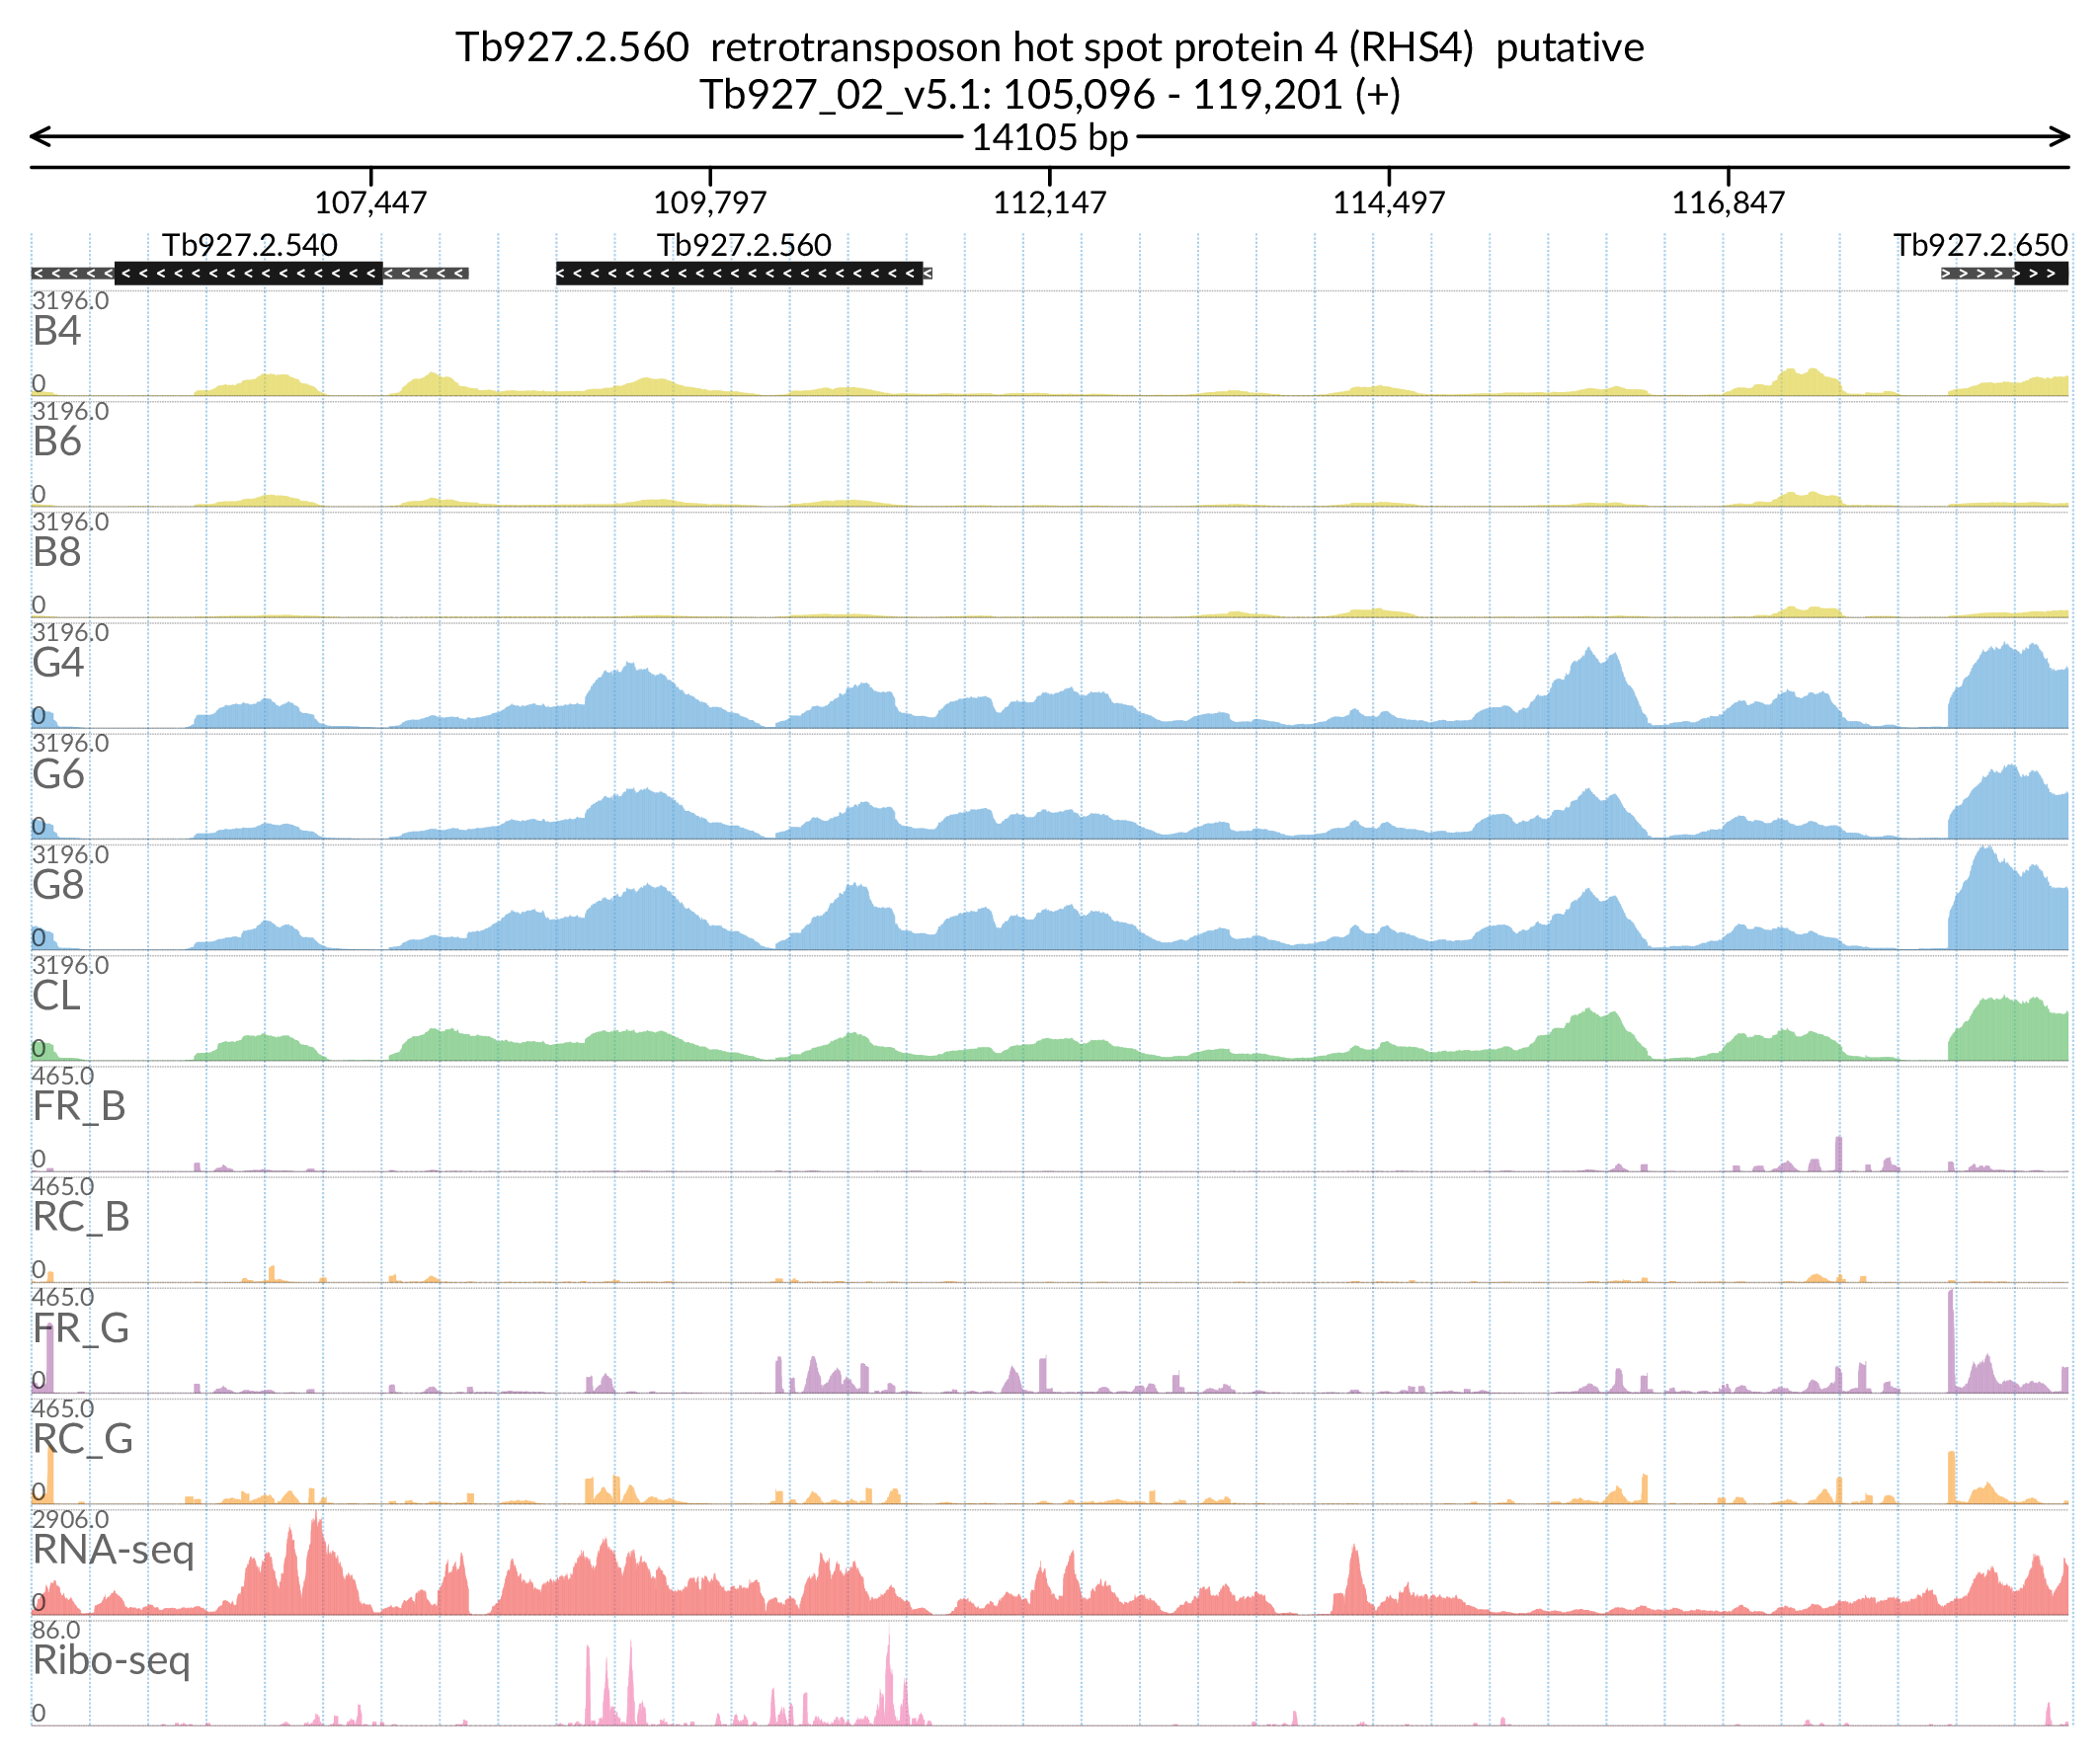 Tb927.2.560 retrotransposon hot spot protein 4 (RHS4) putative
Tb927_02_v5.1: 105,096 - 119,201 (+)
14105 bp
107,447 109,797 112,147 114,497 116,847
Tb927.2.540 Tb927.2.560 Tb927.2.650
3196.0
B4
0
3196.0
B6
0
3196.0
B8
0
3196.0
G4
0
3196.0
G6
0
3196.0
G8
0
3196.0
CL
0
465.0
FR_B
0
465.0
RC_B
0
465.0
FR_G
0
465.0
RC_G
0
2906.0
RNA-seq
0
86.0
Ribo-seq
0